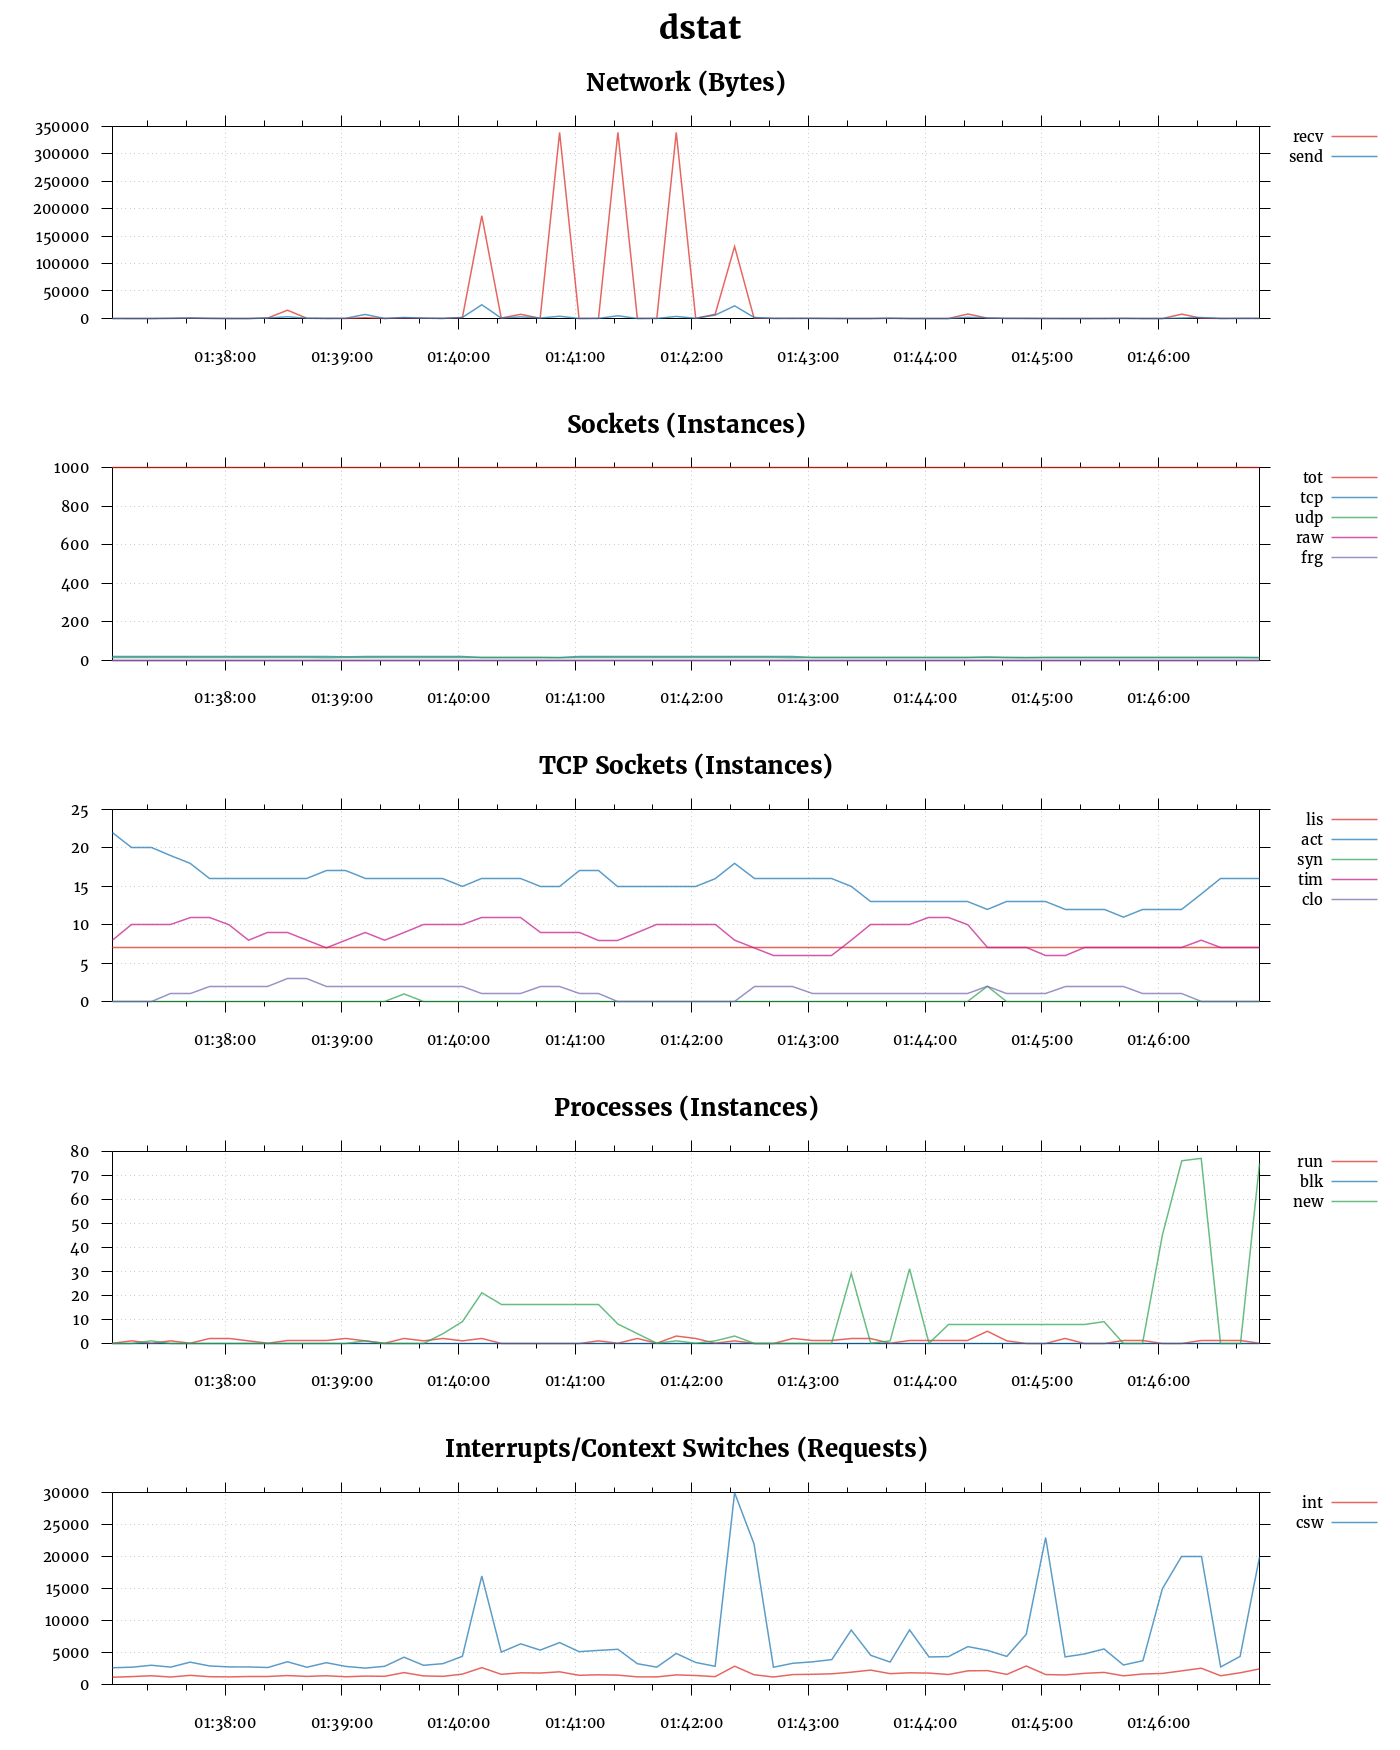 dstat
Network (Bytes)
350000
300000
250000
200000
150000
100000
50000
0
01:38:00 01:39:00 01:40:00 01:41:00 01:42:00 01:43:00 01:44:00 01:45:00 01:46:00
recv
send
Sockets (Instances)
1000
800
600
400
200
0
01:38:00 01:39:00 01:40:00 01:41:00 01:42:00 01:43:00 01:44:00 01:45:00 01:46:00
tot
tcp
udp
raw
frg
TCP Sockets (Instances)
25
20
15
10
5
0
01:38:00 01:39:00 01:40:00 01:41:00 01:42:00 01:43:00 01:44:00 01:45:00 01:46:00
lis
act
syn
tim
clo
Processes (Instances)
80
70
60
50
40
30
20
10
0
01:38:00 01:39:00 01:40:00 01:41:00 01:42:00 01:43:00 01:44:00 01:45:00 01:46:00
run
blk
new
Interrupts/Context Switches (Requests)
30000
25000
20000
15000
10000
5000
0
01:38:00 01:39:00 01:40:00 01:41:00 01:42:00 01:43:00 01:44:00 01:45:00 01:46:00
int
csw